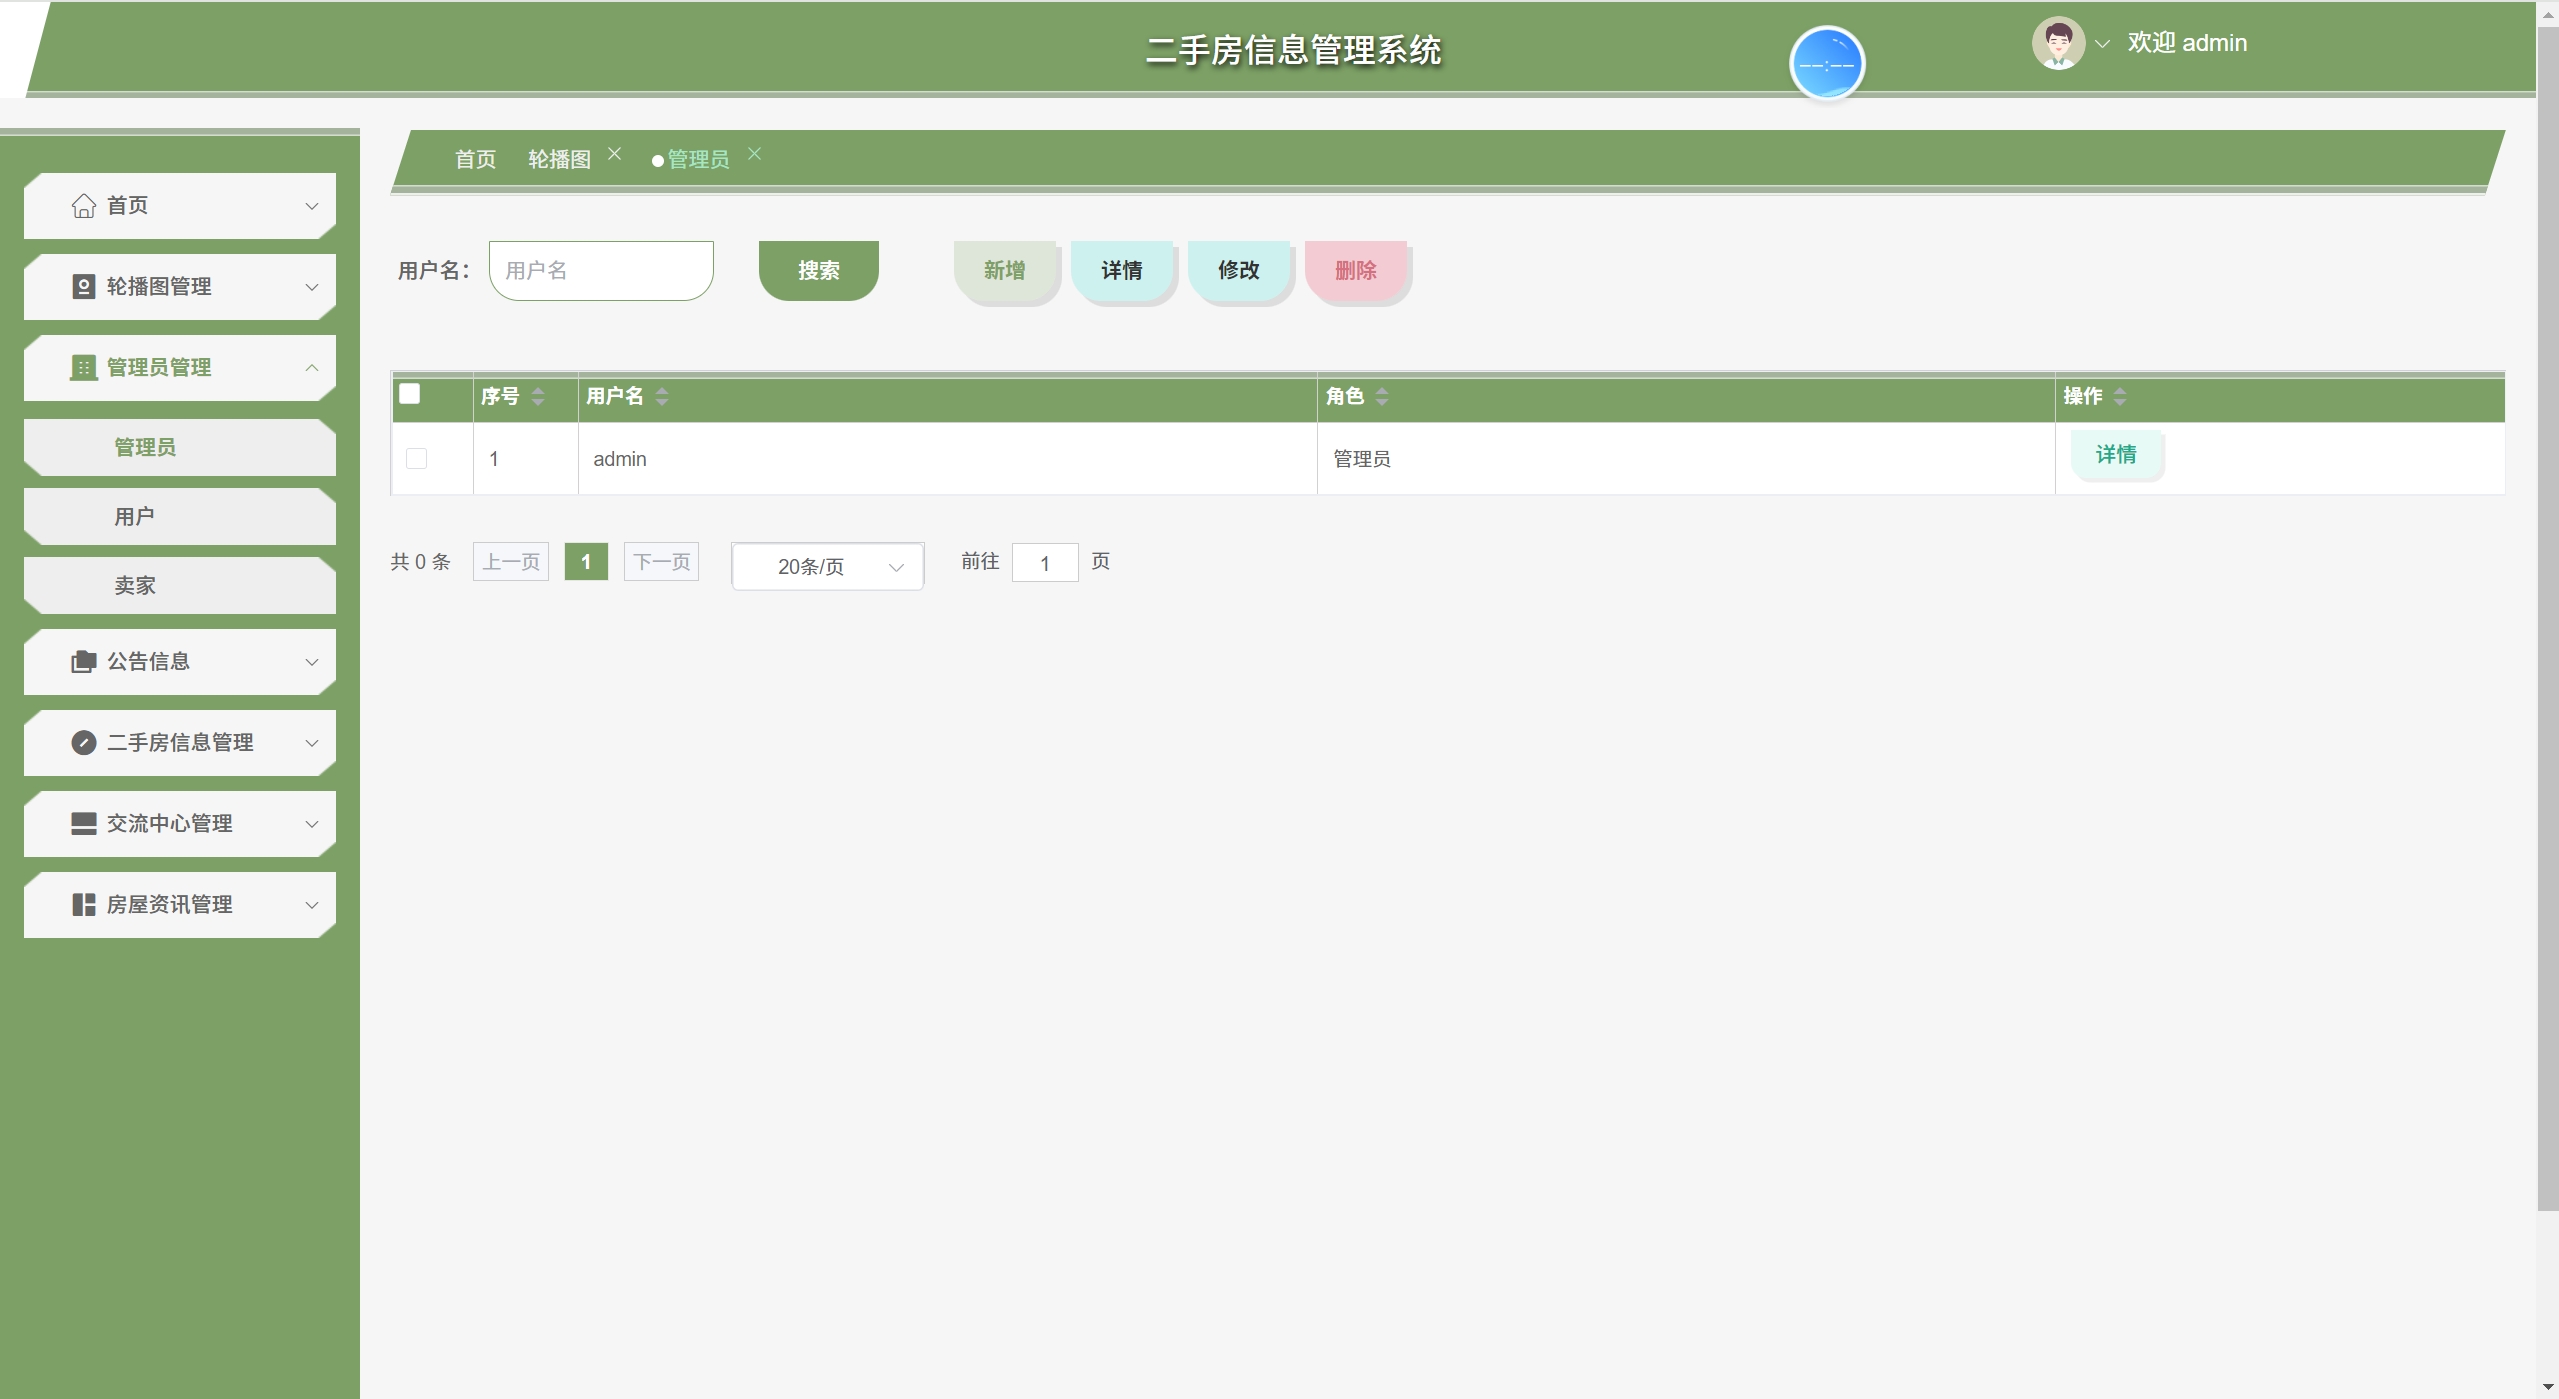 二手房信息管理系统
--:--
欢迎 admin
首页 轮播图 管理员
首页
轮播图管理
管理员管理
管理员
用户
卖家
公告信息
二手房信息管理
交流中心管理
房屋资讯管理
用户名： 用户名 搜索 新增 详情 修改 删除
序号 用户名 角色 操作
1 admin 管理员 详情
共 0 条 上一页 1 下一页 20条/页 前往 1 页